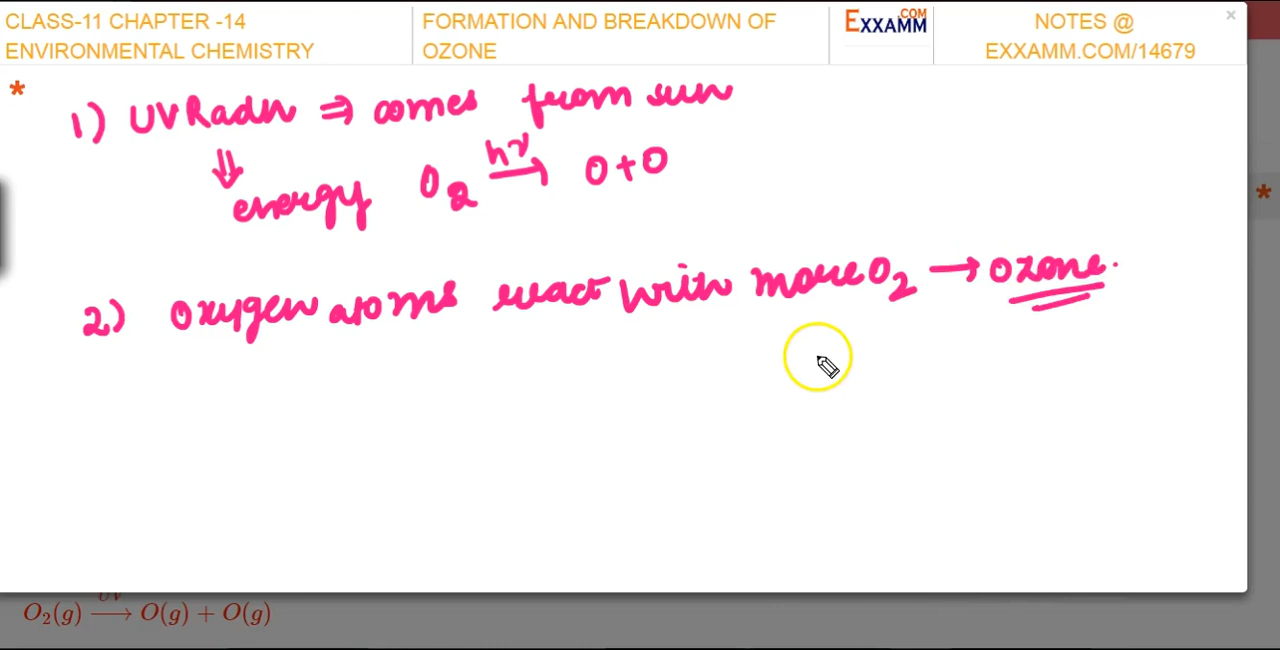 CLASS-11 CHAPTER -14
ENVIRONMENTAL CHEMISTRY
FORMATION AND BREAKDOWN OF
OZONE
EXXAMM.COM
NOTES @
EXXAMM.COM/14679
×
*
1) UV Radn ⇒ comes from sun
⇓
energy O₂ hν→ O+O
*
2) Oxygen atoms react with more O₂ → Ozone.
O₂(g) UV→ O(g) + O(g)